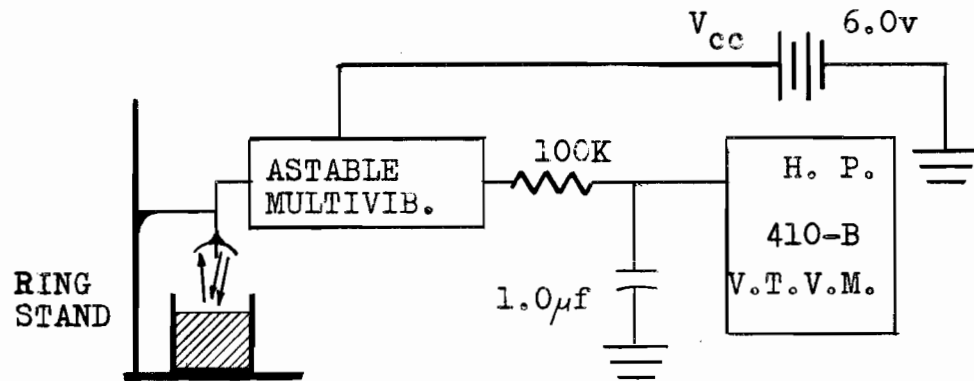 V_cc 6.0v
ASTABLE
MULTIVIB.
100K
H. P.
410-B
V.T.V.M.
1.0μf
RING
STAND